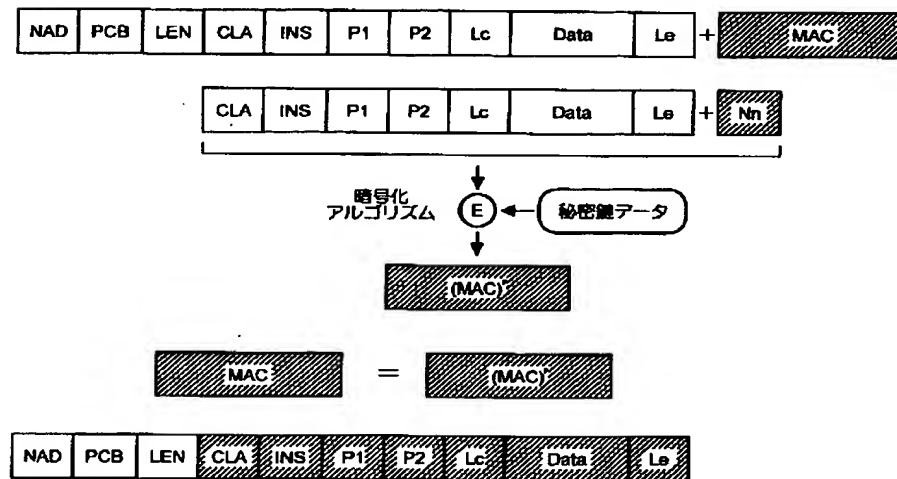 NAD PCB LEN CLA INS P1 P2 Lc Data Le + MAC
CLA INS P1 P2 Lc Data Le + Nn
暗号化
アルゴリズム E 秘密鍵データ
(MAC)*
MAC = (MAC)*
NAD PCB LEN CLA INS P1 P2 Lc Data Le